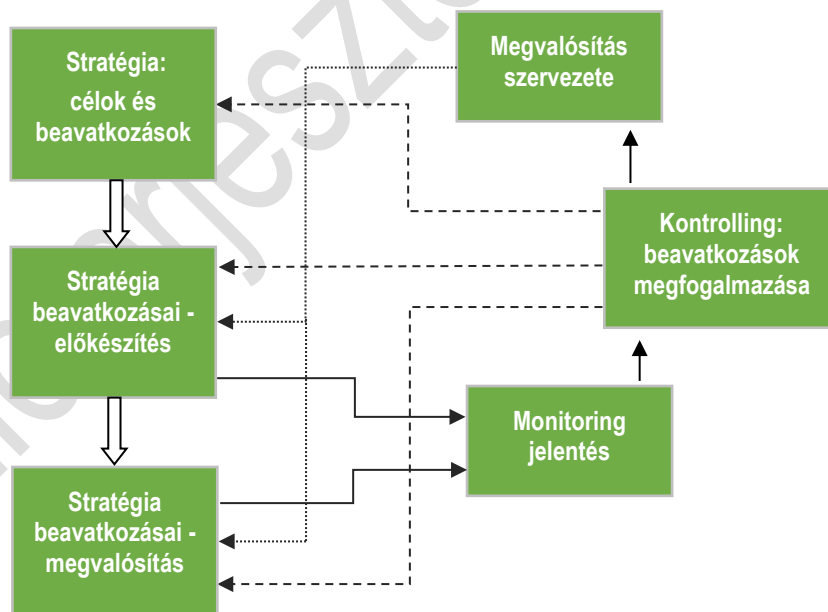 Stratégia:
célok és
beavatkozások
Megvalósítás
szervezete
Kontrolling:
beavatkozások
megfogalmazása
Stratégia
beavatkozásai -
előkészítés
Monitoring
jelentés
Stratégia
beavatkozásai -
megvalósítás